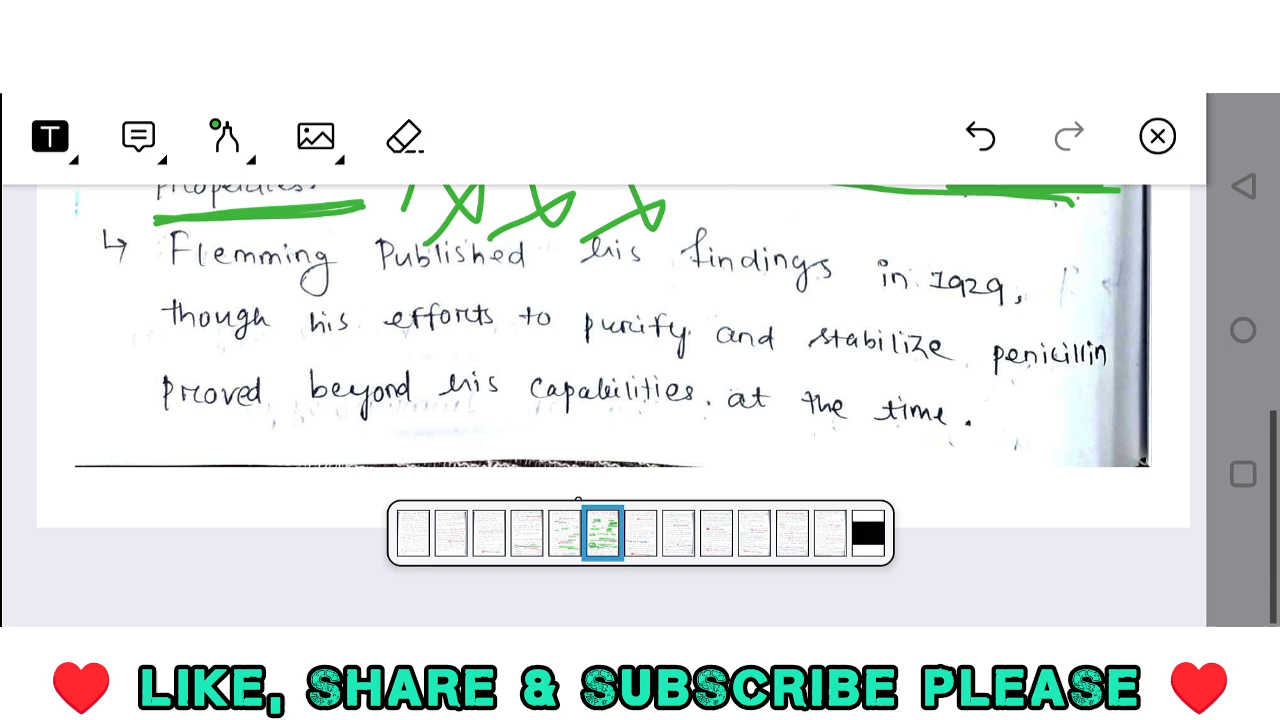 Properties.
↳ Flemming Published his findings in 1929,
though his efforts to purify and stabilize penicillin
proved beyond his capabilities. at the time.
LIKE, SHARE & SUBSCRIBE PLEASE